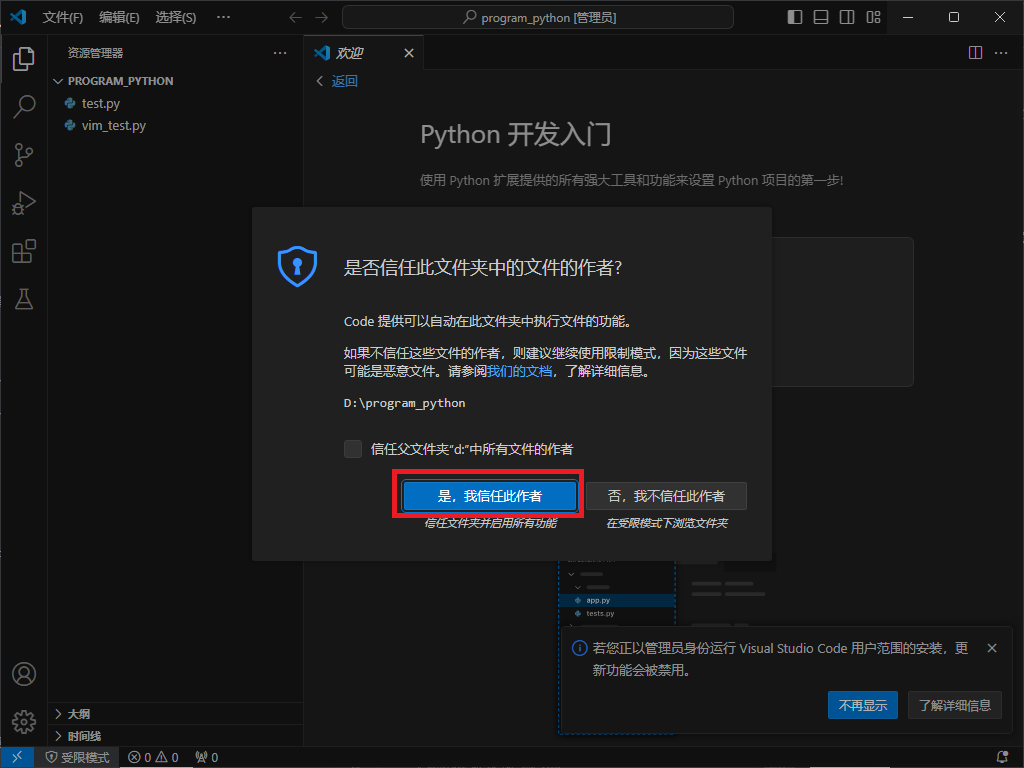 文件(F) 编辑(E) 选择(S) ··· program_python [管理员]
资源管理器 ···
欢迎
PROGRAM_PYTHON
test.py
vim_test.py
返回
Python 开发入门
使用 Python 扩展提供的所有强大工具和功能来设置 Python 项目的第一步!
是否信任此文件夹中的文件的作者?
Code 提供可以自动在此文件夹中执行文件的功能。
如果不信任这些文件的作者，则建议继续使用限制模式，因为这些文件
可能是恶意文件。请参阅我们的文档，了解详细信息。
D:\program_python
信任父文件夹“d:”中所有文件的作者
是，我信任此作者
否，我不信任此作者
信任文件夹并启用所有功能
在受限模式下浏览文件夹
app.py
tests.py
若您正以管理员身份运行 Visual Studio Code 用户范围的安装，更
新功能会被禁用。
不再显示
了解详细信息
大纲
时间线
受限模式 0 0 0